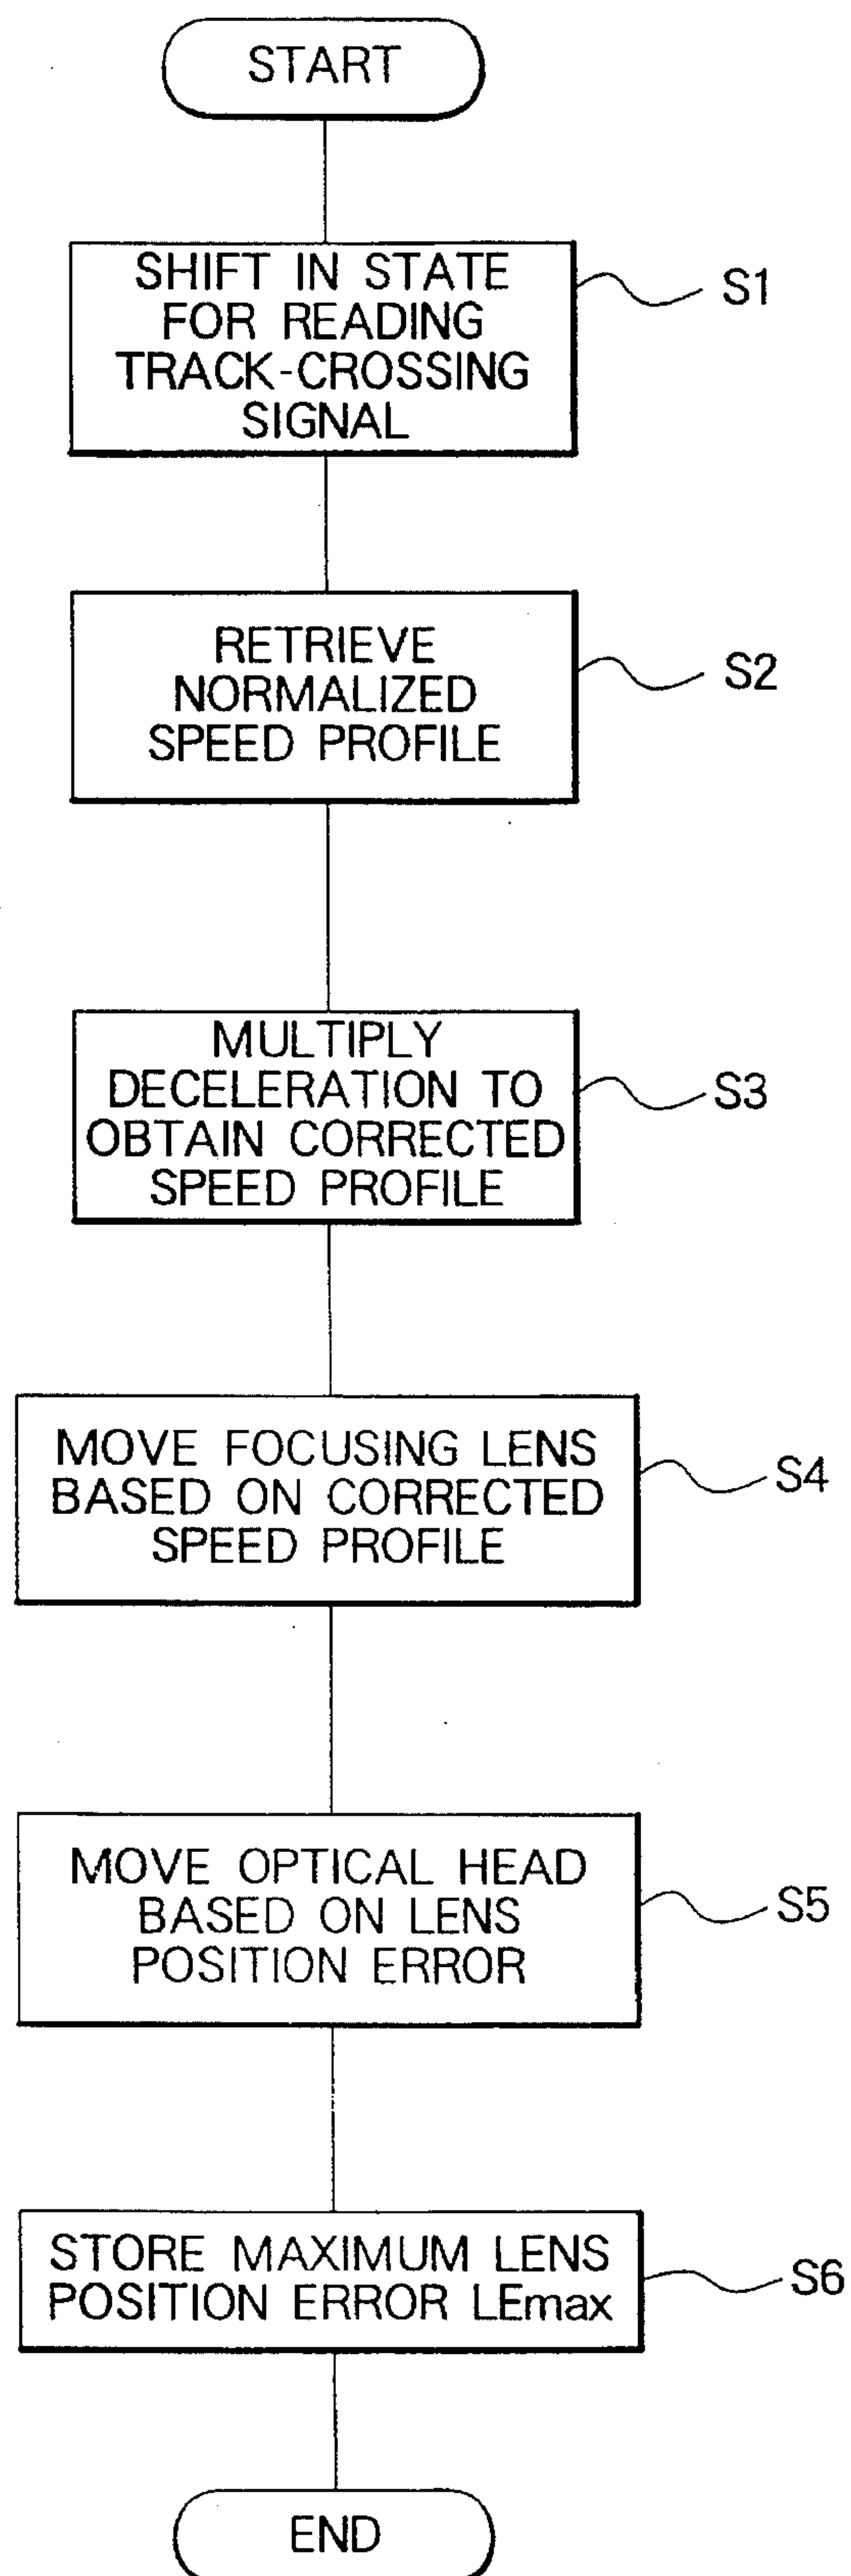 START
SHIFT IN STATE
FOR READING
TRACK-CROSSING
SIGNAL
S1
RETRIEVE
NORMALIZED
SPEED PROFILE
S2
MULTIPLY
DECELERATION TO
OBTAIN CORRECTED
SPEED PROFILE
S3
MOVE FOCUSING LENS
BASED ON CORRECTED
SPEED PROFILE
S4
MOVE OPTICAL HEAD
BASED ON LENS
POSITION ERROR
S5
STORE MAXIMUM LENS
POSITION ERROR LEmax
S6
END